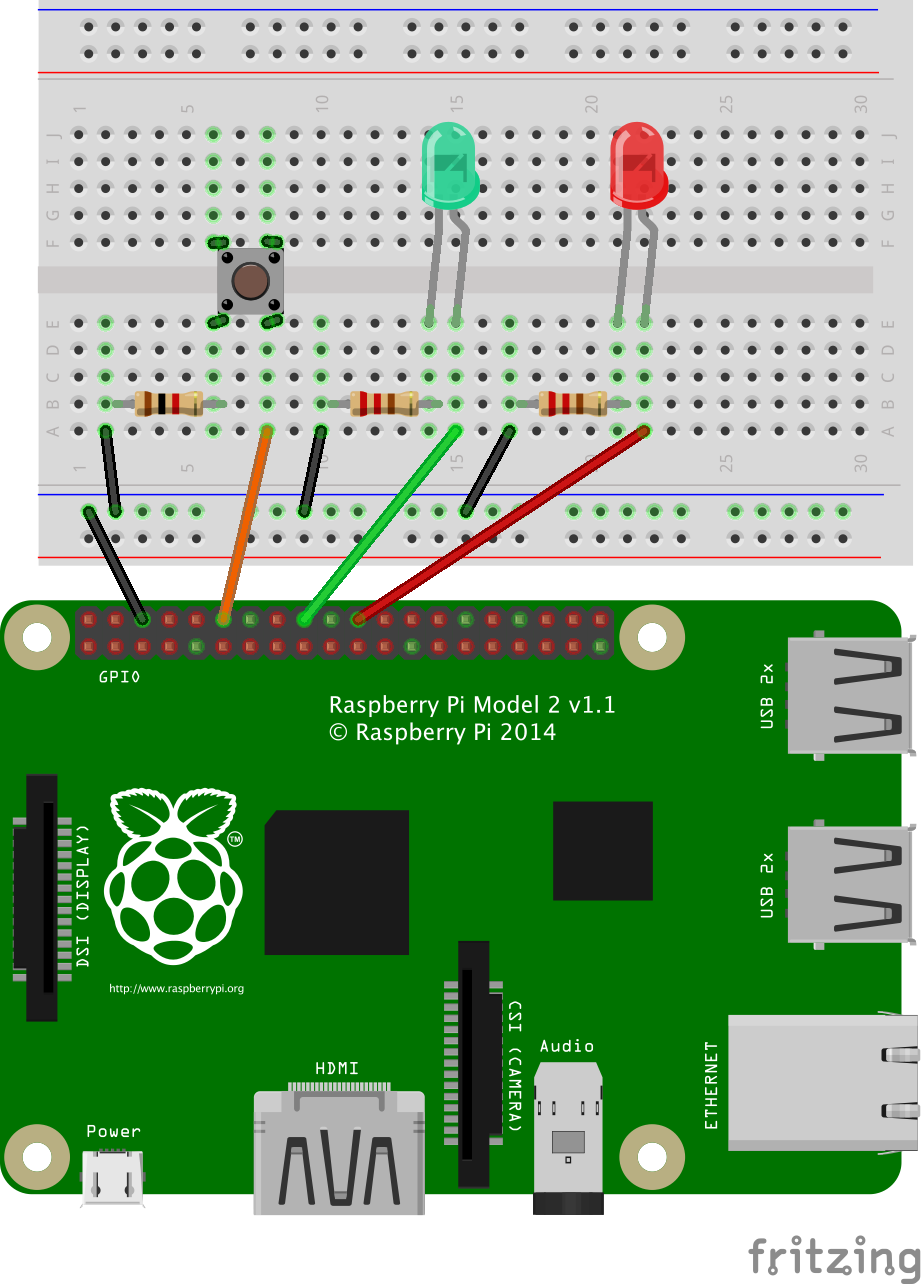 1 5 10 15 20 25 30
J J
I I
H H
G G
F F
E E
D D
C C
B B
A A
1 5 10 15 20 25 30
GPIO
Raspberry Pi Model 2 v1.1
© Raspberry Pi 2014
USB 2x
TM
DSI (DISPLAY)
USB 2x
http://www.raspberrypi.org
CSI (CAMERA)
Audio
ETHERNET
HDMI
Power
fritzing